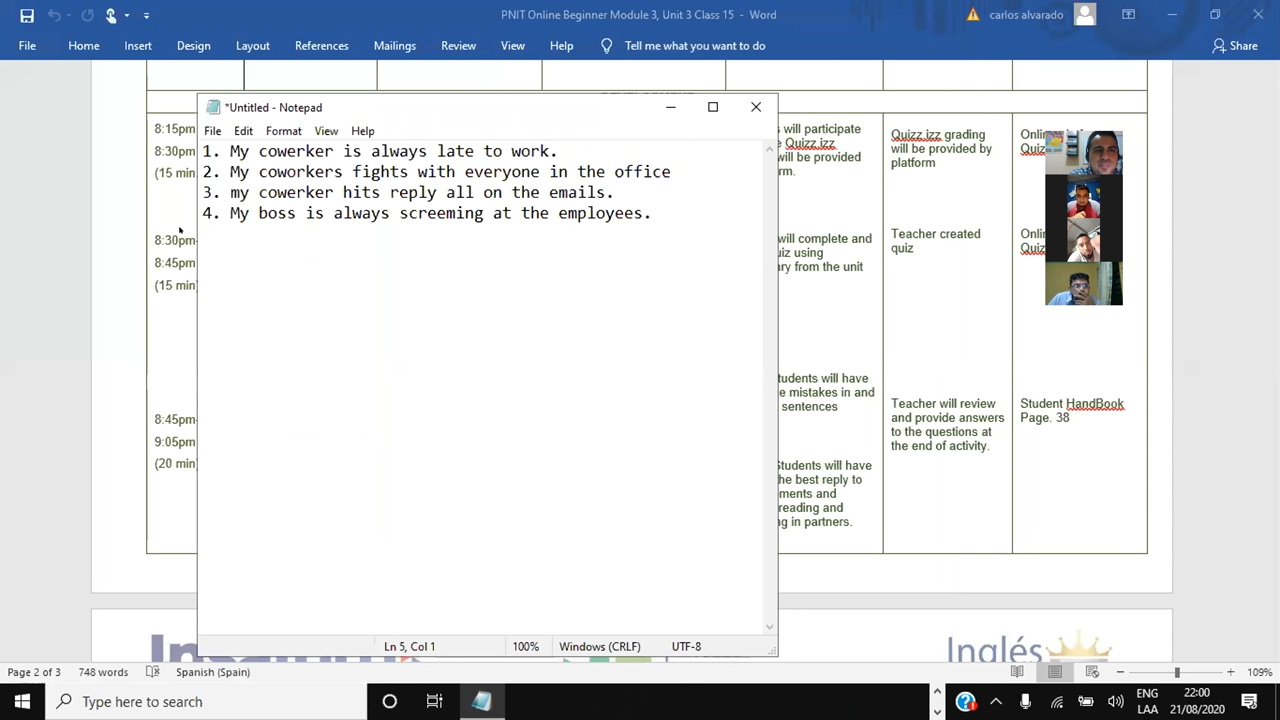 PNIT Online Beginner Module 3, Unit 3 Class 15 - Word
carlos alvarado
File Home Insert Design Layout References Mailings Review View Help Tell me what you want to do Share
*Untitled - Notepad
File Edit Format View Help
1. My cowerker is always late to work.
2. My coworkers fights with everyone in the office
3. my cowerker hits reply all on the emails.
4. My boss is always screeming at the employees.
8:15pm
8:30pm
(15 min)
8:30pm-
8:45pm
(15 min)
8:45pm
9:05pm
(20 min)
s will participate
Quizz.izz
will be provided
rm.
will complete and
uiz using
ry from the unit
tudents will have
e mistakes in and
sentences
Students will have
the best reply to
ments and
reading and
g in partners.
Quizz.izz grading
will be provided by
platform
Teacher created
quiz
Teacher will review
and provide answers
to the questions at
the end of activity.
Onli
Quiz
Onlin
Quiz
Student HandBook
Page. 38
Ln 5, Col 1 100% Windows (CRLF) UTF-8
Inglés
Page 2 of 3 748 words Spanish (Spain) 109%
Type here to search
ENG 22:00
LAA 21/08/2020